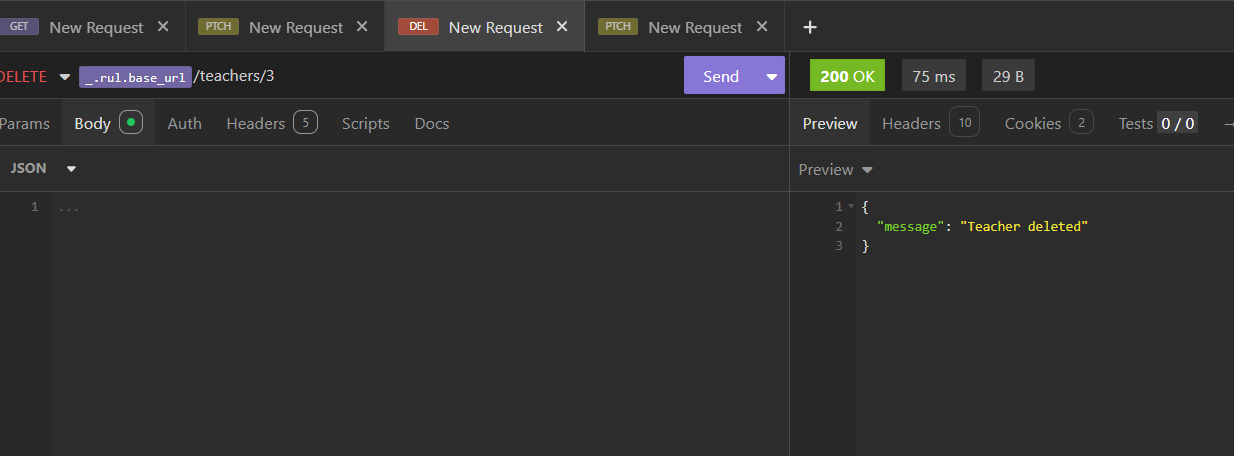 GET New Request × PTCH New Request × DEL New Request × PTCH New Request × +
DELETE _.rul.base_url /teachers/3 Send 200 OK 75 ms 29 B
Params Body Auth Headers 5 Scripts Docs Preview Headers 10 Cookies 2 Tests 0 / 0 →
JSON Preview
1 ... 1 {
2 "message": "Teacher deleted"
3 }